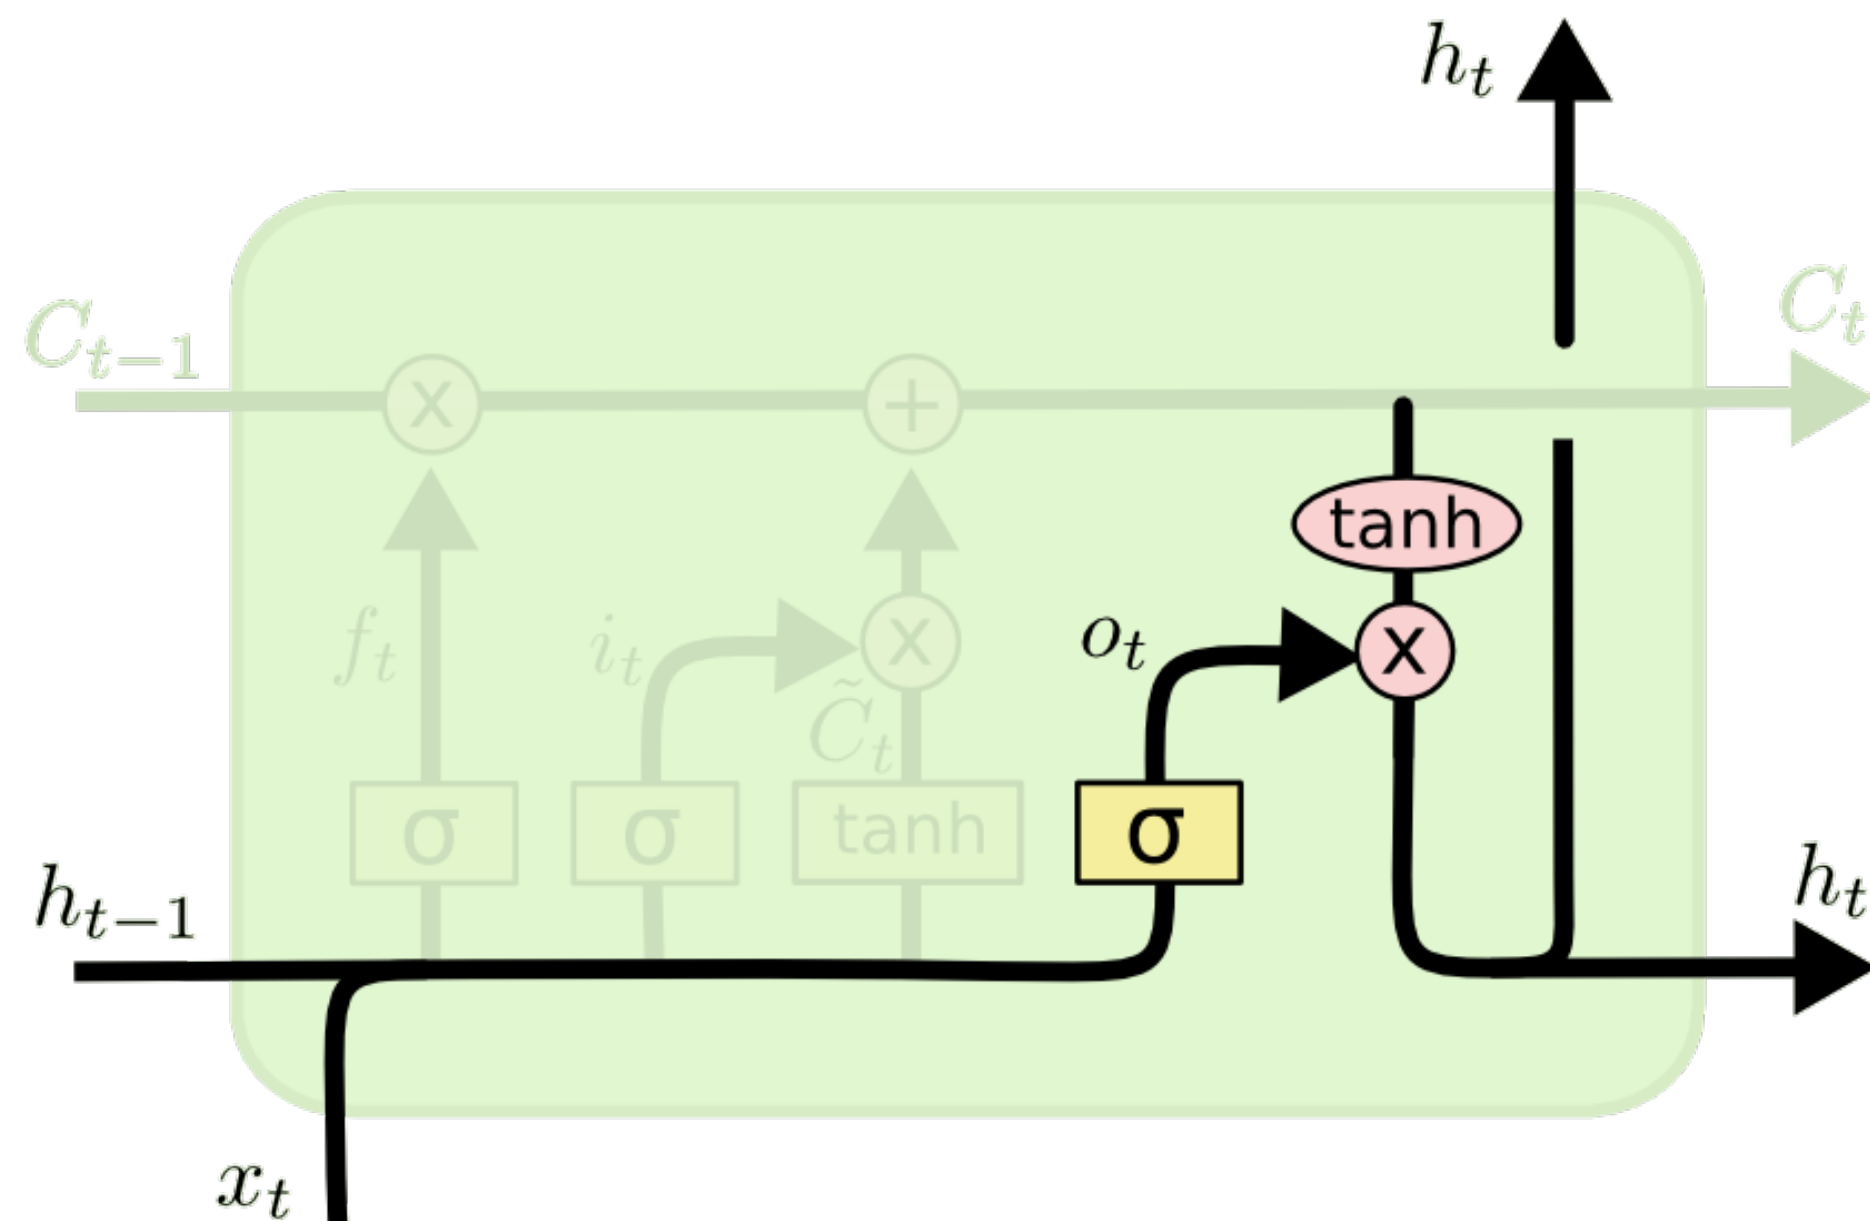 h_t
C_{t-1}
C_t
x
+
tanh
f_t
i_t
x
o_t
x
C̃_t
σ
σ
tanh
σ
h_{t-1}
h_t
x_t